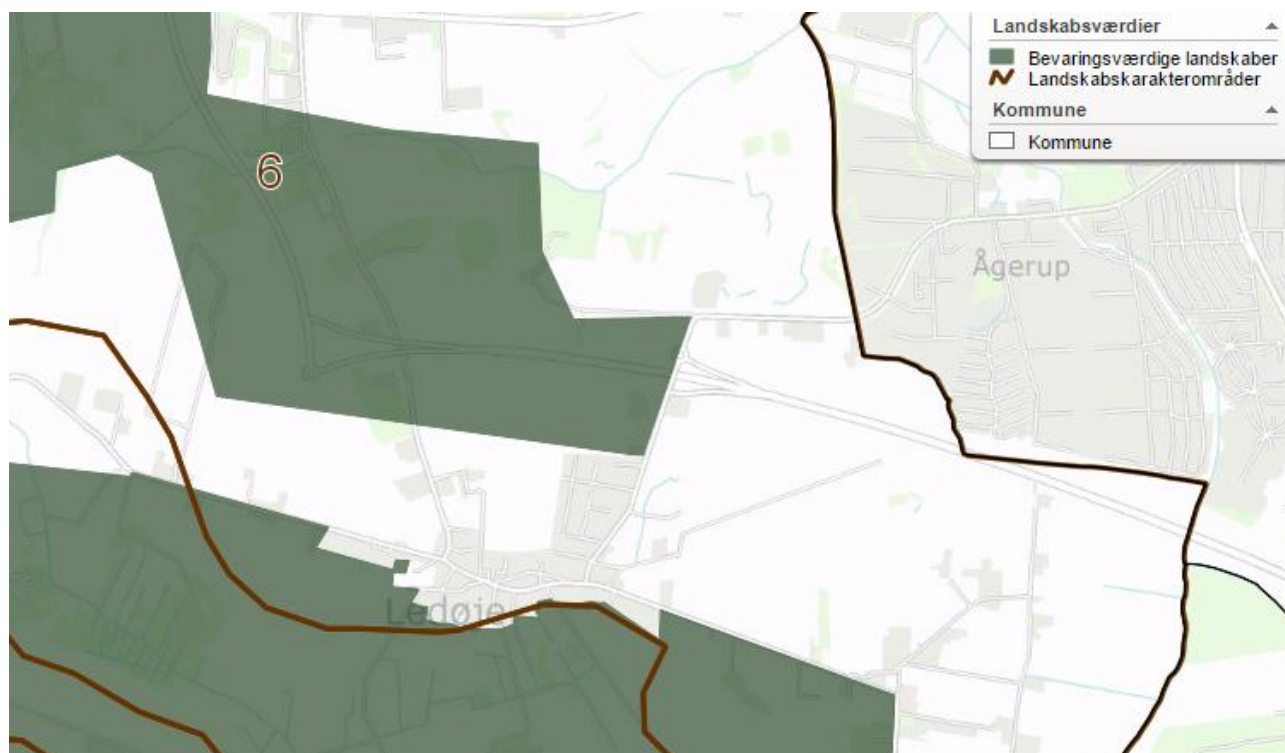 Landskabsværdier
Bevaringsværdige landskaber
Landskabskarakterområder
Kommune
Kommune
6
Ågerup
Ledøje